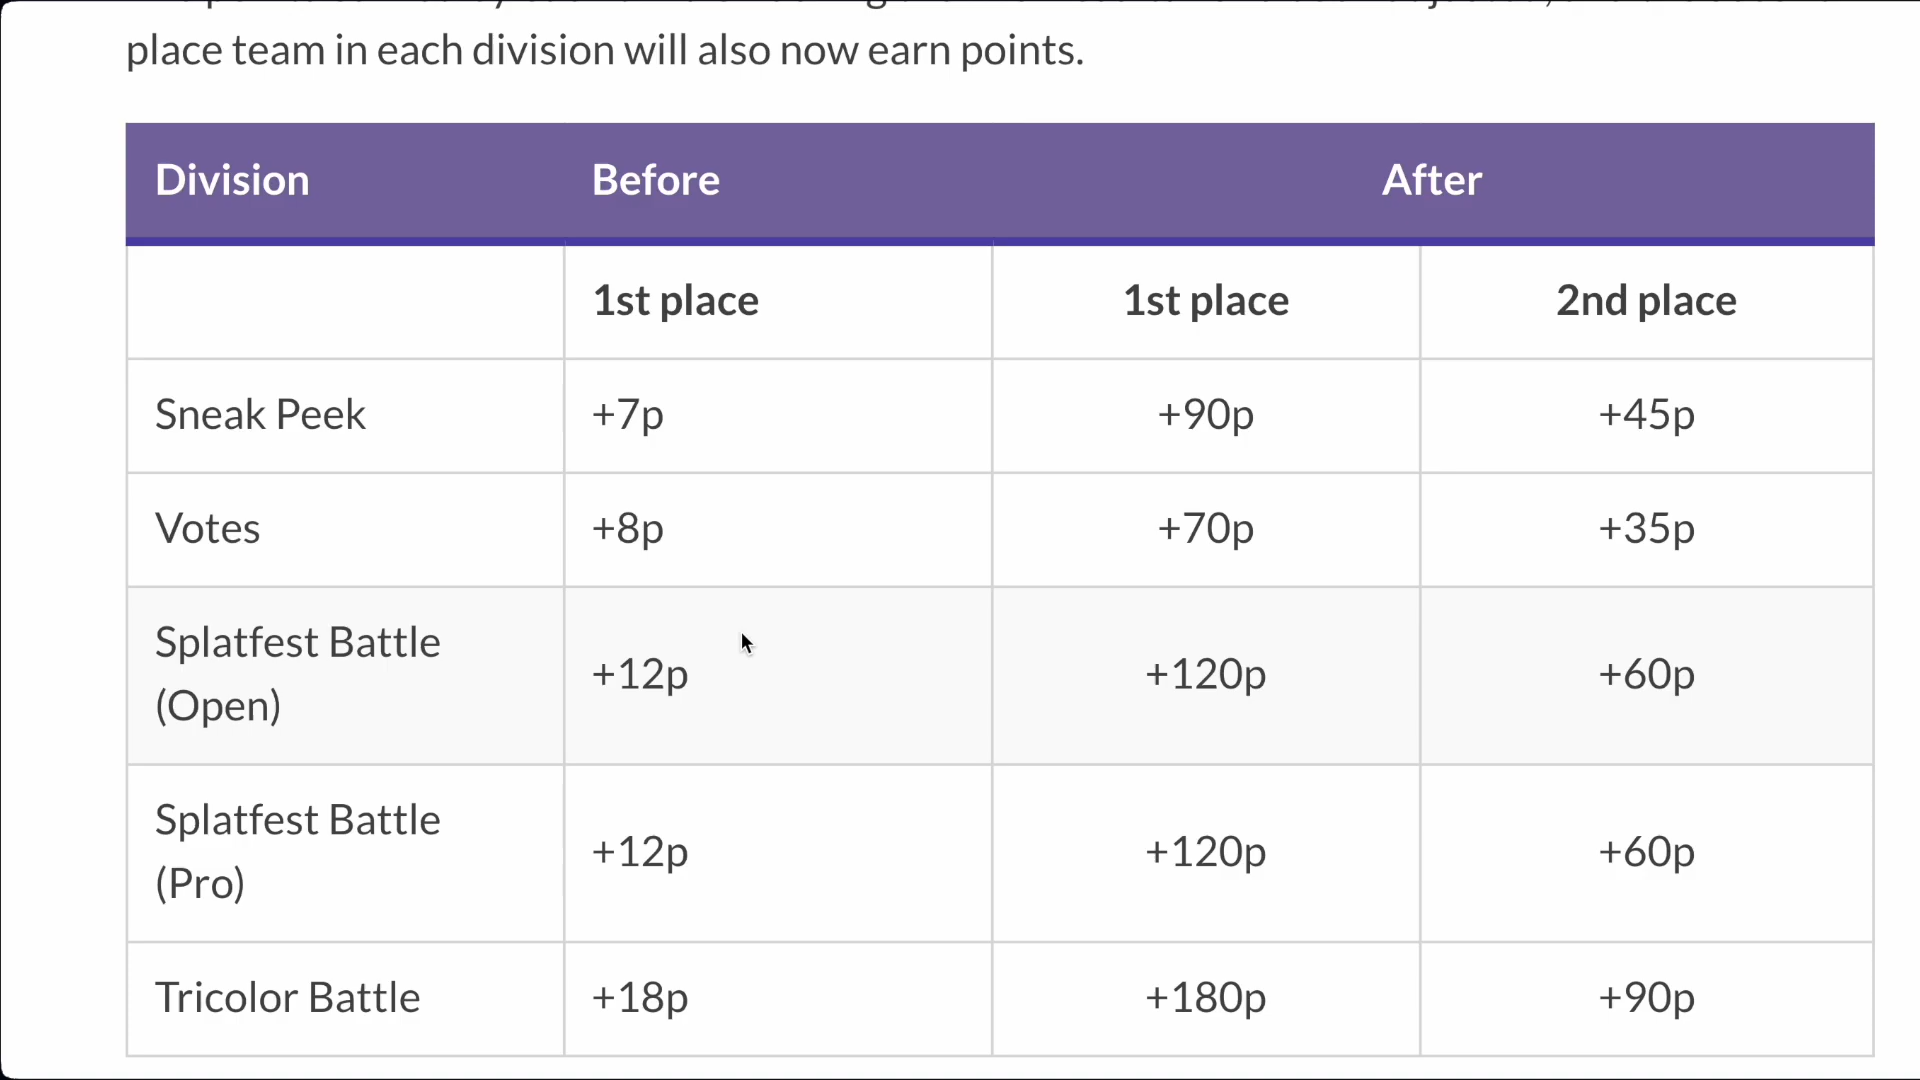 place team in each division will also now earn points.
Division Before After
1st place 1st place 2nd place
Sneak Peek +7p +90p +45p
Votes +8p +70p +35p
Splatfest Battle
(Open) +12p +120p +60p
Splatfest Battle
(Pro) +12p +120p +60p
Tricolor Battle +18p +180p +90p